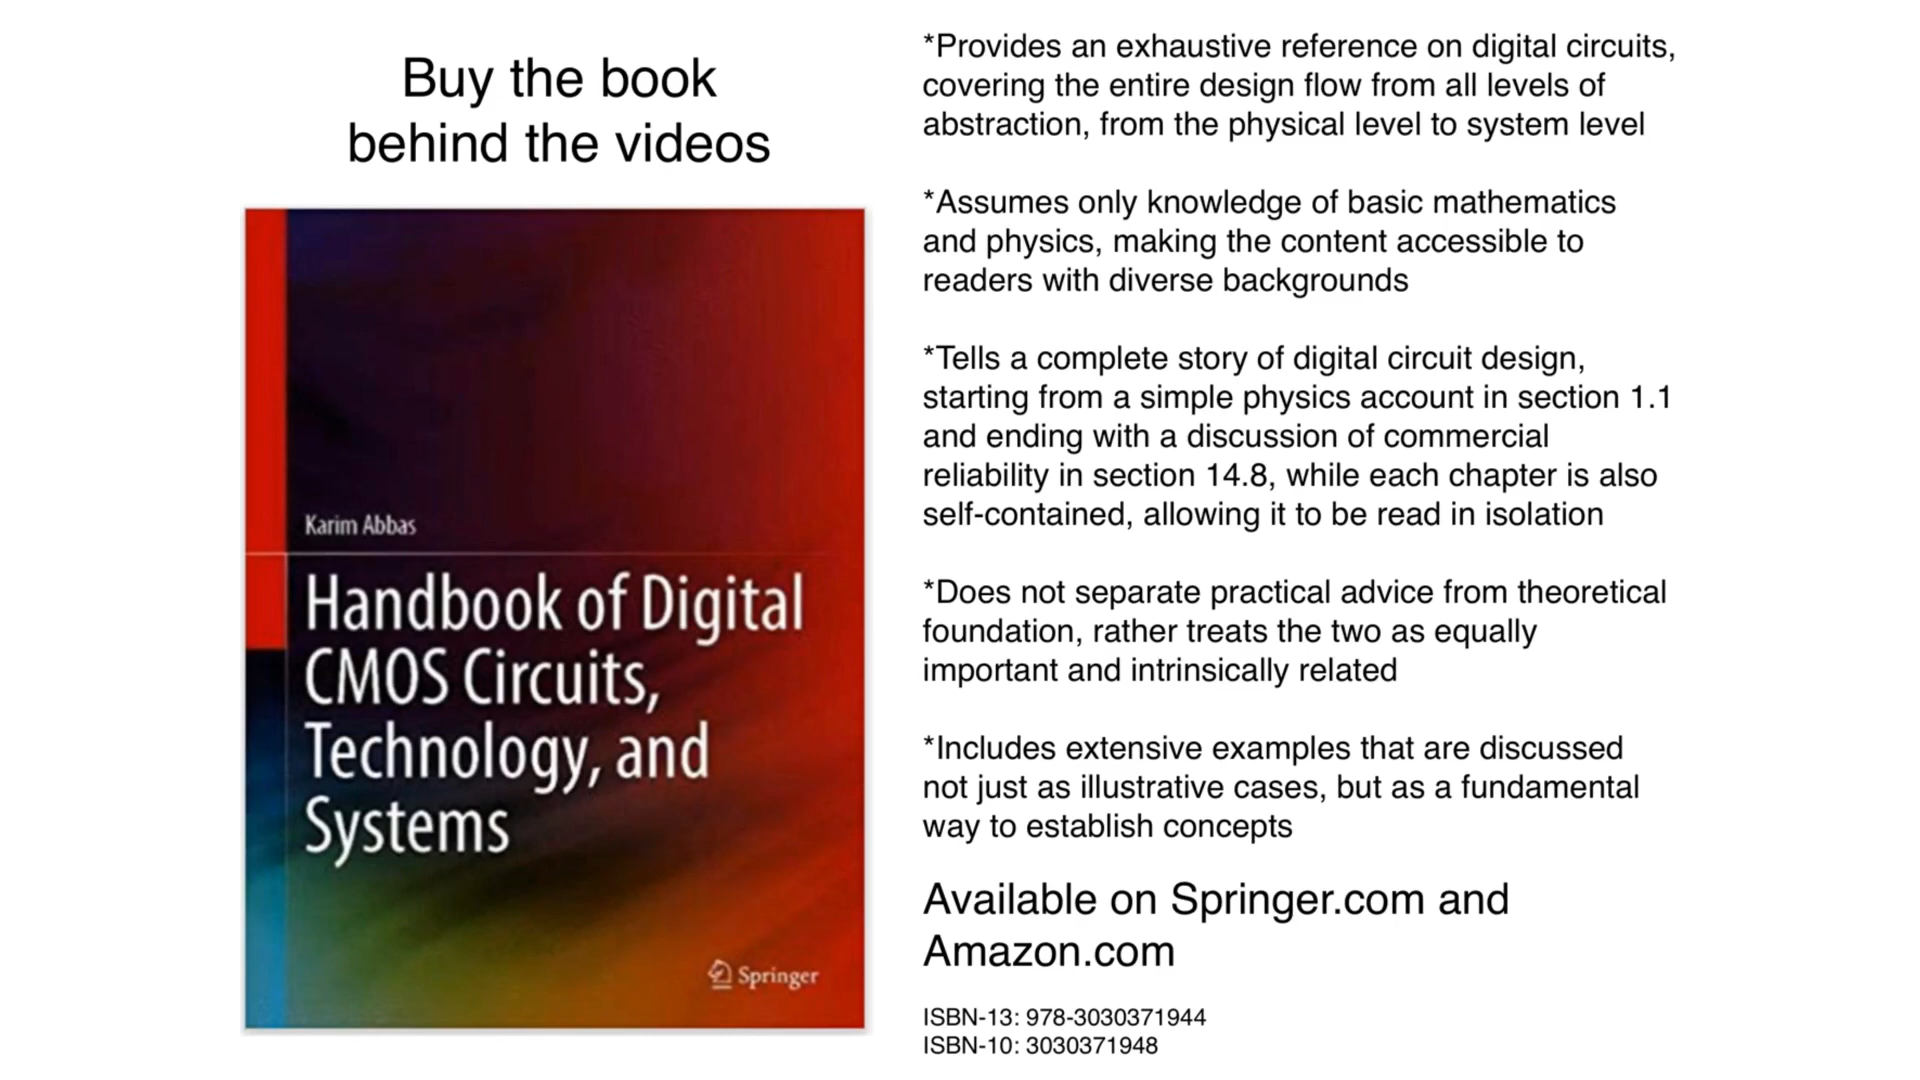 Buy the book
behind the videos
Karim Abbas
Handbook of Digital
CMOS Circuits,
Technology, and
Systems
Springer
*Provides an exhaustive reference on digital circuits,
covering the entire design flow from all levels of
abstraction, from the physical level to system level
*Assumes only knowledge of basic mathematics
and physics, making the content accessible to
readers with diverse backgrounds
*Tells a complete story of digital circuit design,
starting from a simple physics account in section 1.1
and ending with a discussion of commercial
reliability in section 14.8, while each chapter is also
self-contained, allowing it to be read in isolation
*Does not separate practical advice from theoretical
foundation, rather treats the two as equally
important and intrinsically related
*Includes extensive examples that are discussed
not just as illustrative cases, but as a fundamental
way to establish concepts
Available on Springer.com and
Amazon.com
ISBN-13: 978-3030371944
ISBN-10: 3030371948